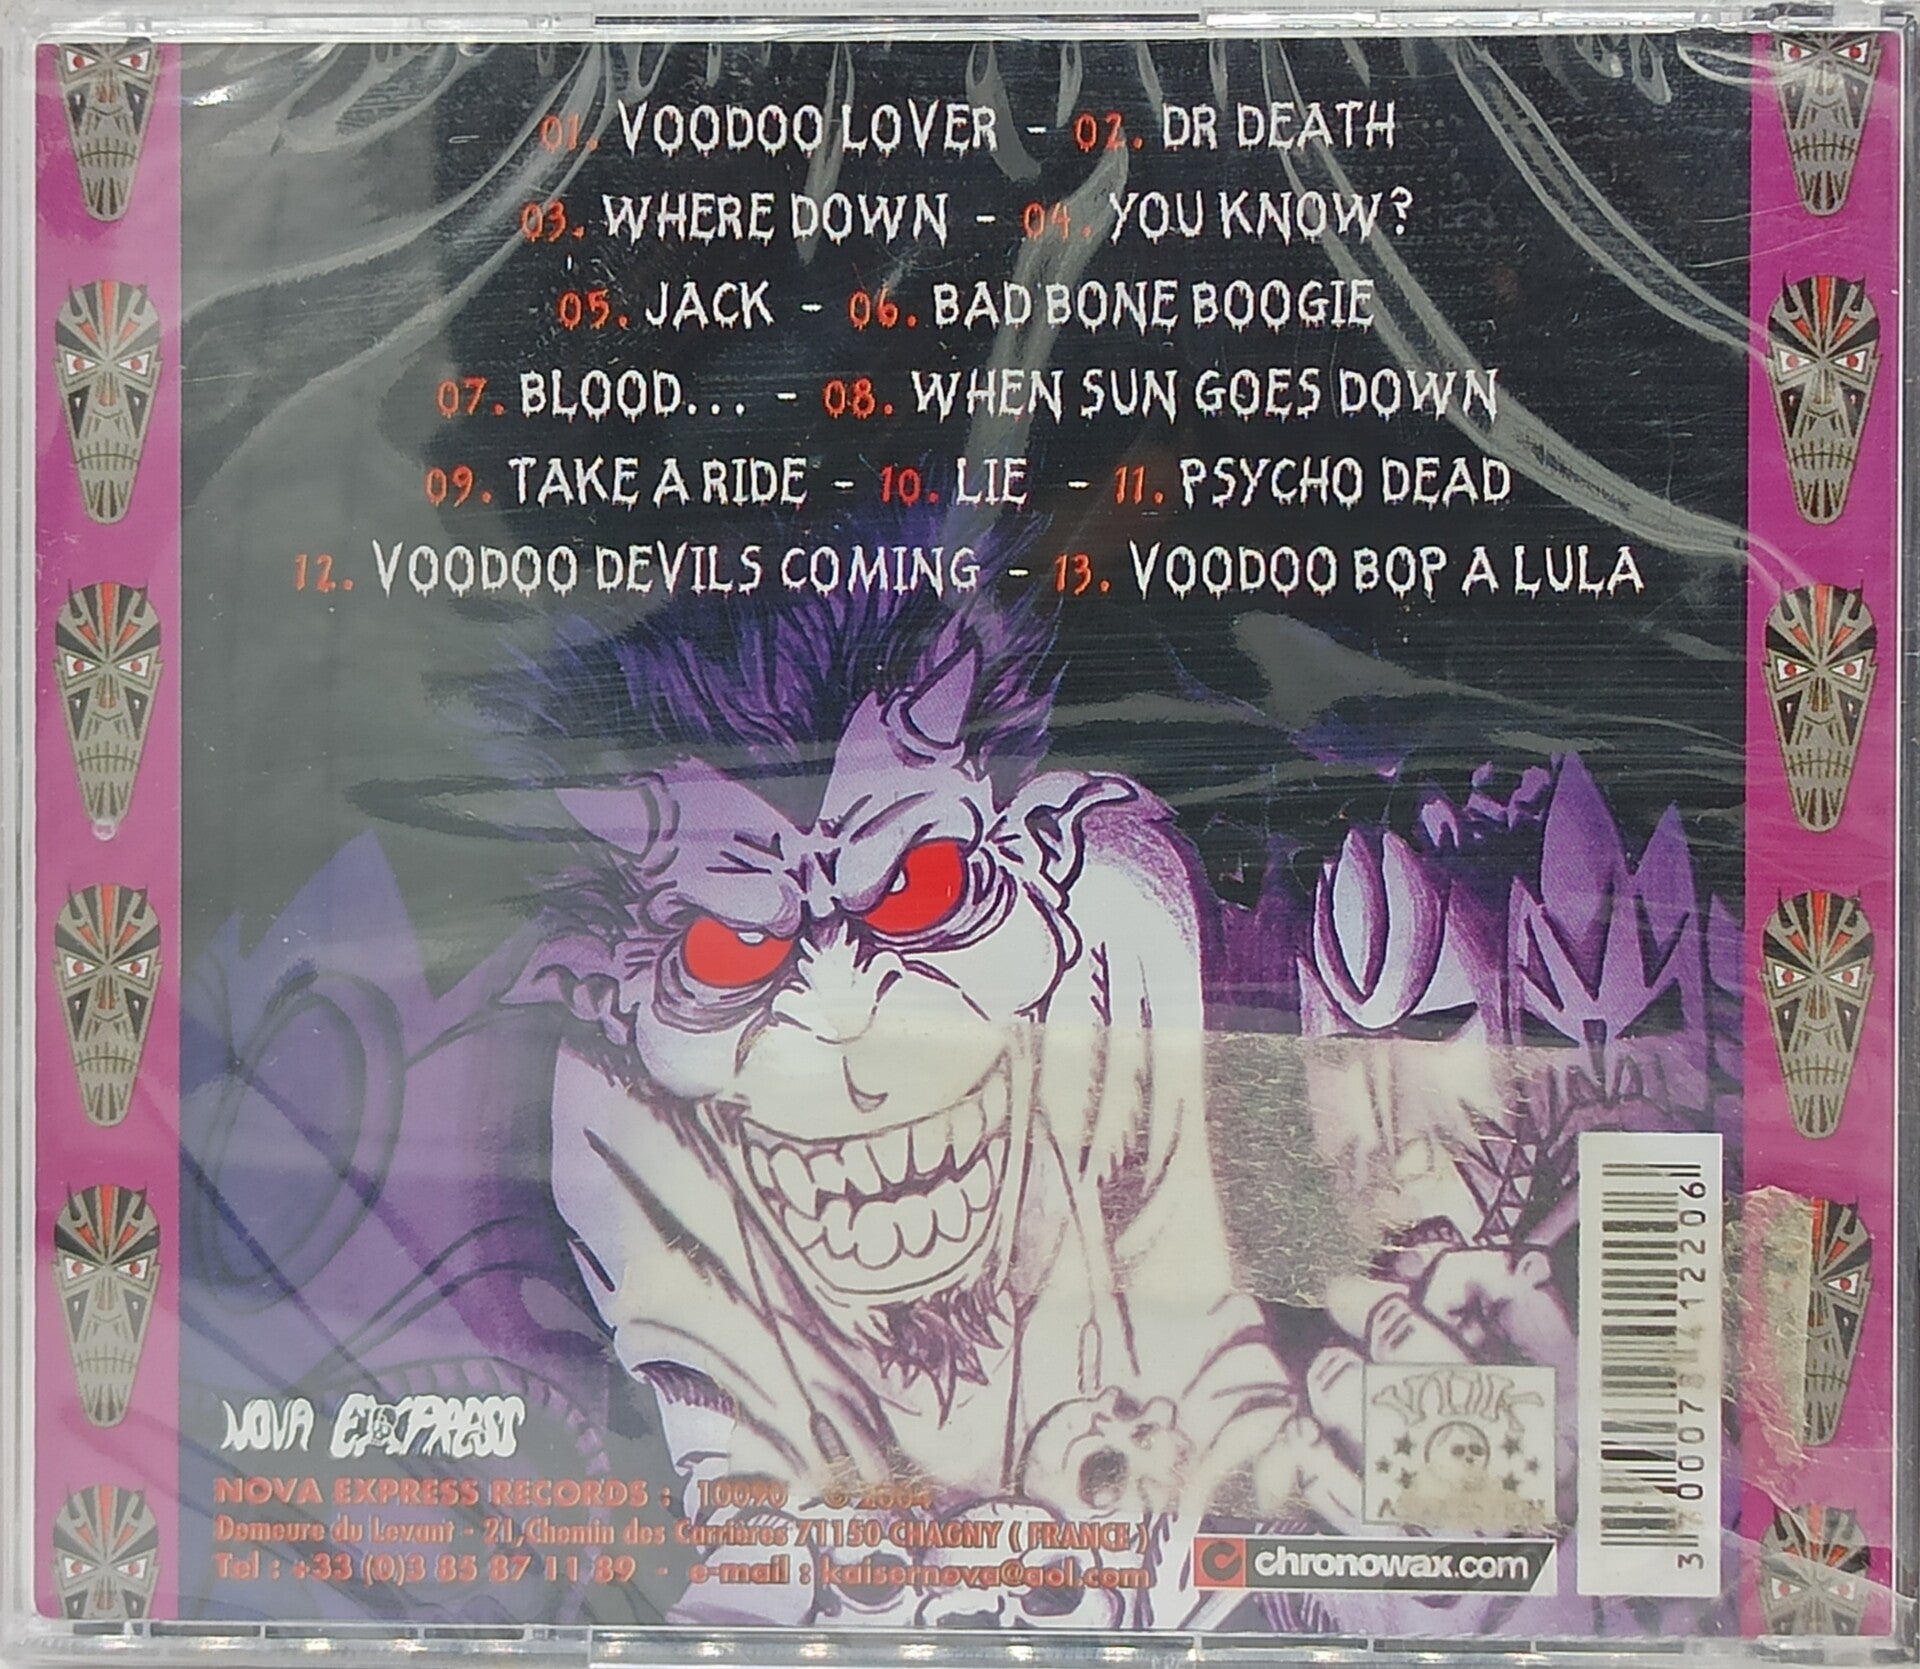 01. VOODOO LOVER - 02. DR DEATH
03. WHERE DOWN - 04. YOU KNOW?
05. JACK - 06. BAD BONE BOOGIE
07. BLOOD... - 08. WHEN SUN GOES DOWN
09. TAKE A RIDE - 10. LIE - 11. PSYCHO DEAD
12. VOODOO DEVILS COMING - 13. VOODOO BOP A LULA
NOVA EXPRESS
NOVA EXPRESS RECORDS : 10090 - © 2004
Demeure du Levant - 21, Chemin des Carrières 71150 CHAGNY ( FRANCE )
Tel : +33 (0)3 85 87 11 89 - e-mail : kaisernova@aol.com
chronowax.com
3 700078 412206